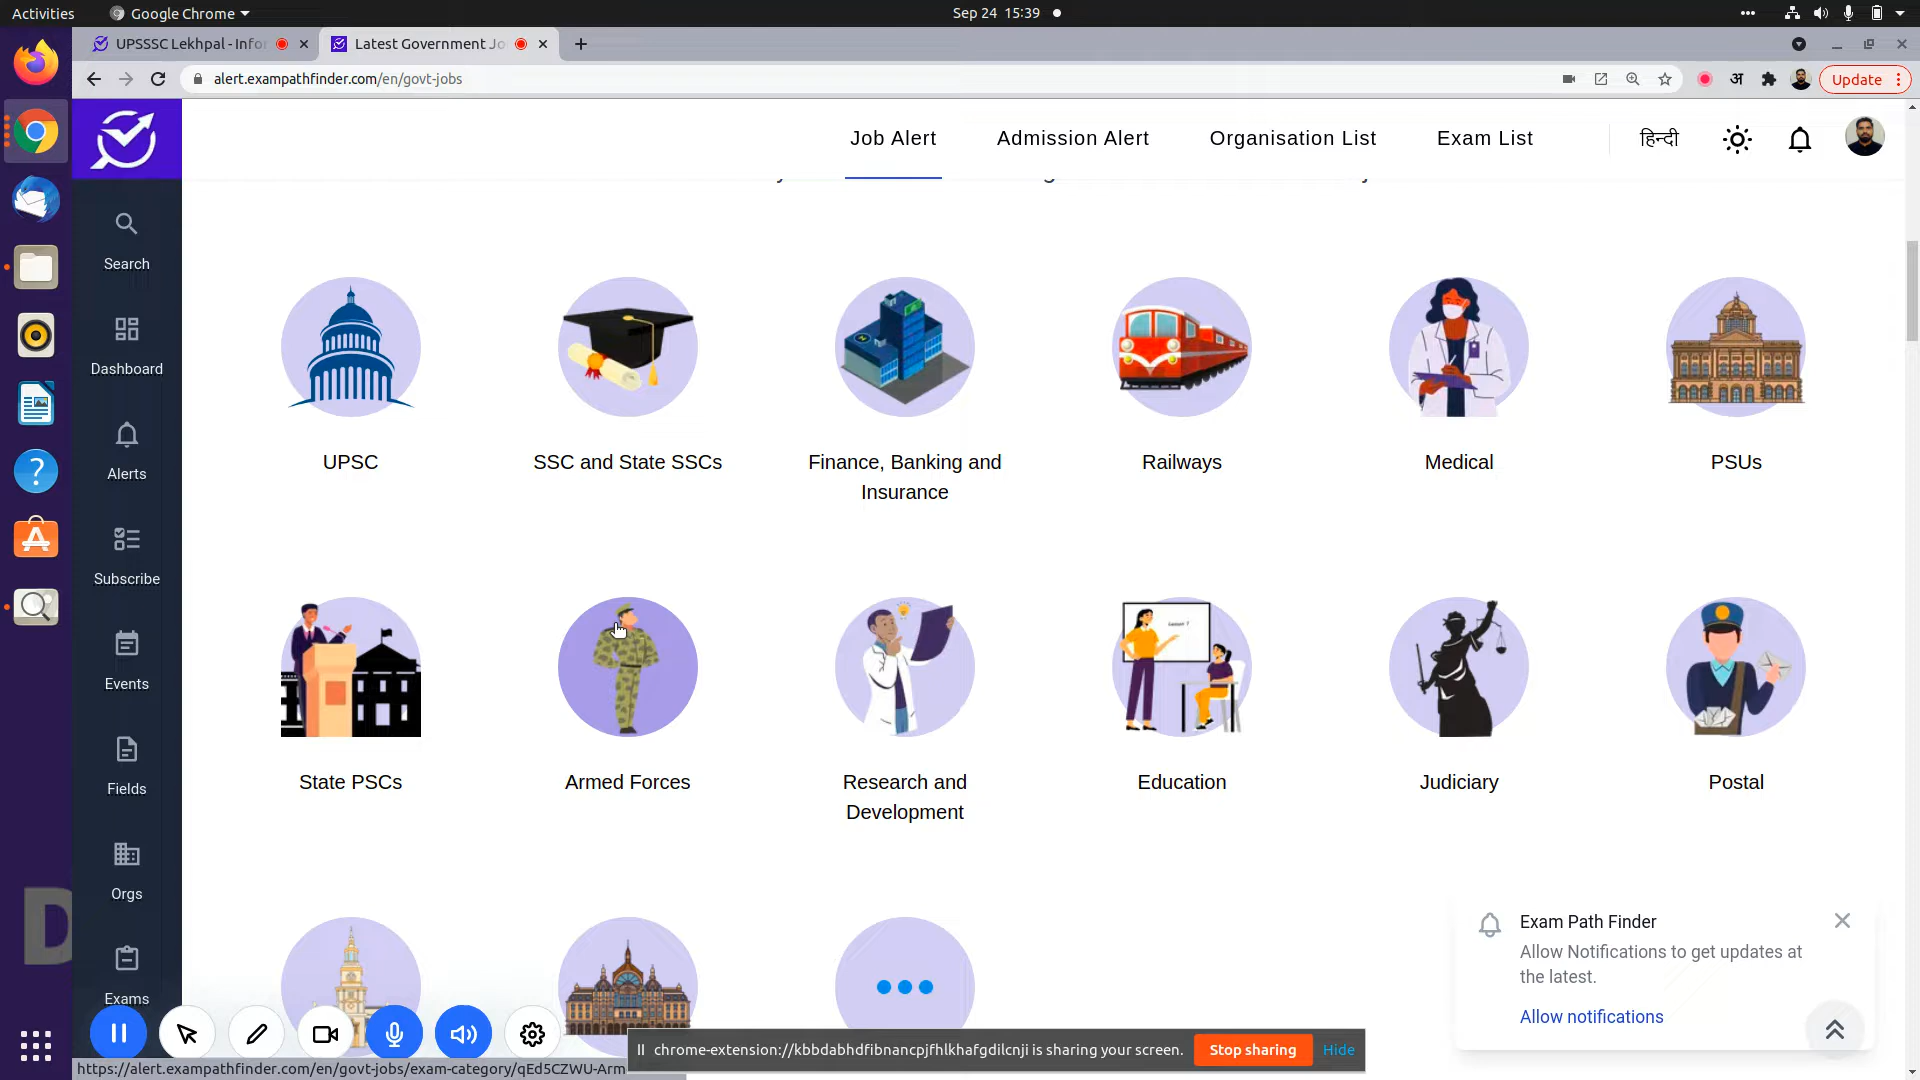 Activities
Google Chrome
Sep 24 15:39
UPSSSC Lekhpal - Infor
Latest Government Jo
alert.exampathfinder.com/en/govt-jobs
Update
Job Alert
Admission Alert
Organisation List
Exam List
हिन्दी
Search
Dashboard
Alerts
Subscribe
Events
Fields
Orgs
Exams
UPSC
SSC and State SSCs
Finance, Banking and
Insurance
Railways
Medical
PSUs
State PSCs
Armed Forces
Research and
Development
Education
Judiciary
Postal
Exam Path Finder
Allow Notifications to get updates at
the latest.
Allow notifications
chrome-extension://kbbdabhdfibnancpjfhlkhafgdilcnji is sharing your screen.
Stop sharing
Hide
https://alert.exampathfinder.com/en/govt-jobs/exam-category/qEd5CZWU-Arm